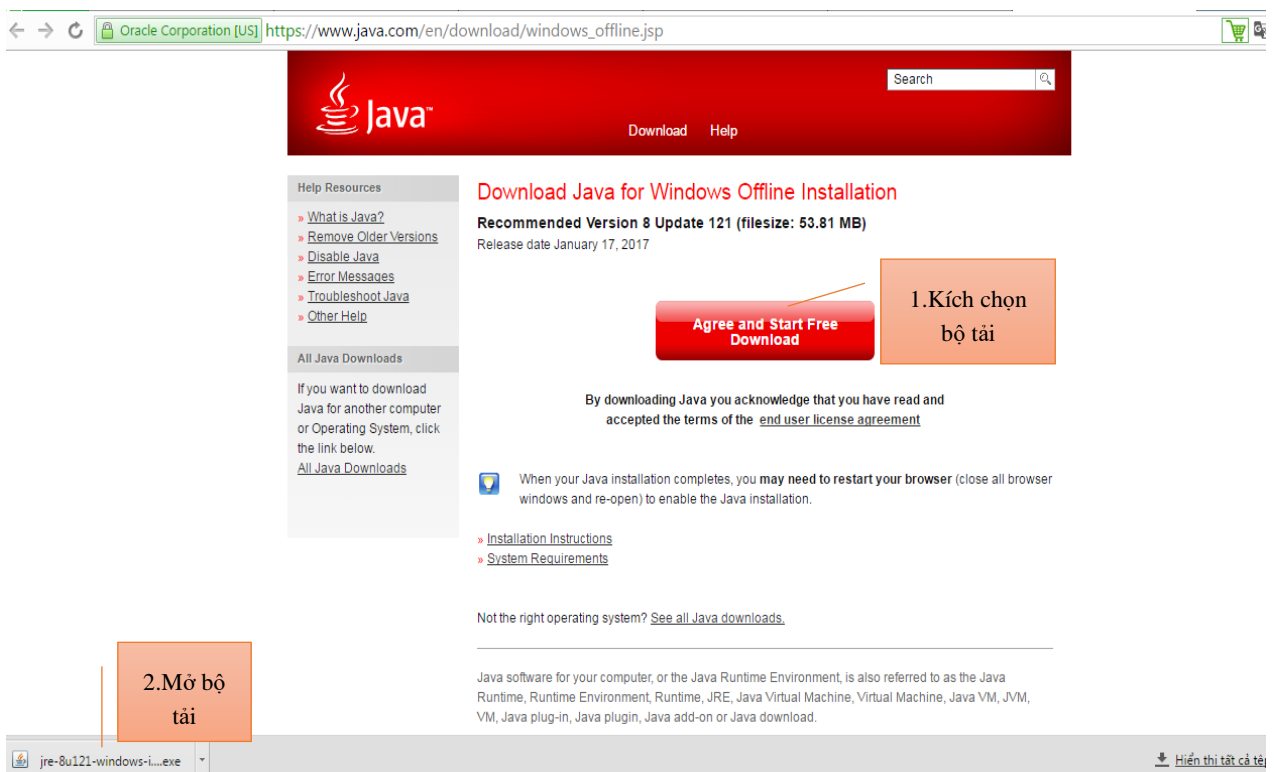 Oracle Corporation [US] https://www.java.com/en/download/windows_offline.jsp
Java™
Search
Download Help
Help Resources
» What is Java?
» Remove Older Versions
» Disable Java
» Error Messages
» Troubleshoot Java
» Other Help
All Java Downloads
If you want to download
Java for another computer
or Operating System, click
the link below.
All Java Downloads
Download Java for Windows Offline Installation
Recommended Version 8 Update 121 (filesize: 53.81 MB)
Release date January 17, 2017
Agree and Start Free
Download
1.Kích chọn
bộ tải
By downloading Java you acknowledge that you have read and
accepted the terms of the end user license agreement
When your Java installation completes, you may need to restart your browser (close all browser
windows and re-open) to enable the Java installation.
» Installation Instructions
» System Requirements
Not the right operating system? See all Java downloads.
Java software for your computer, or the Java Runtime Environment, is also referred to as the Java
Runtime, Runtime Environment, Runtime, JRE, Java Virtual Machine, Virtual Machine, Java VM, JVM,
VM, Java plug-in, Java plugin, Java add-on or Java download.
2.Mở bộ
tải
jre-8u121-windows-i....exe
Hiển thị tất cả